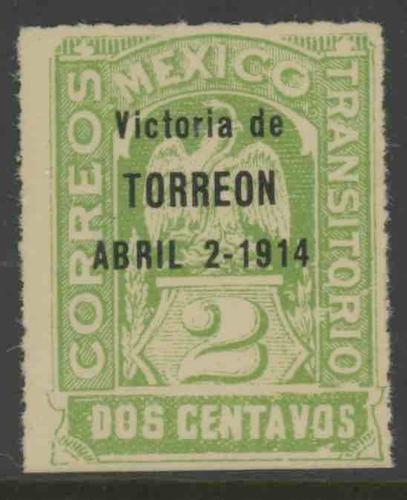 MEXICO
CORREOS
TRANSITORIO
Victoria de
TORREON
ABRIL 2-1914
2
DOS CENTAVOS